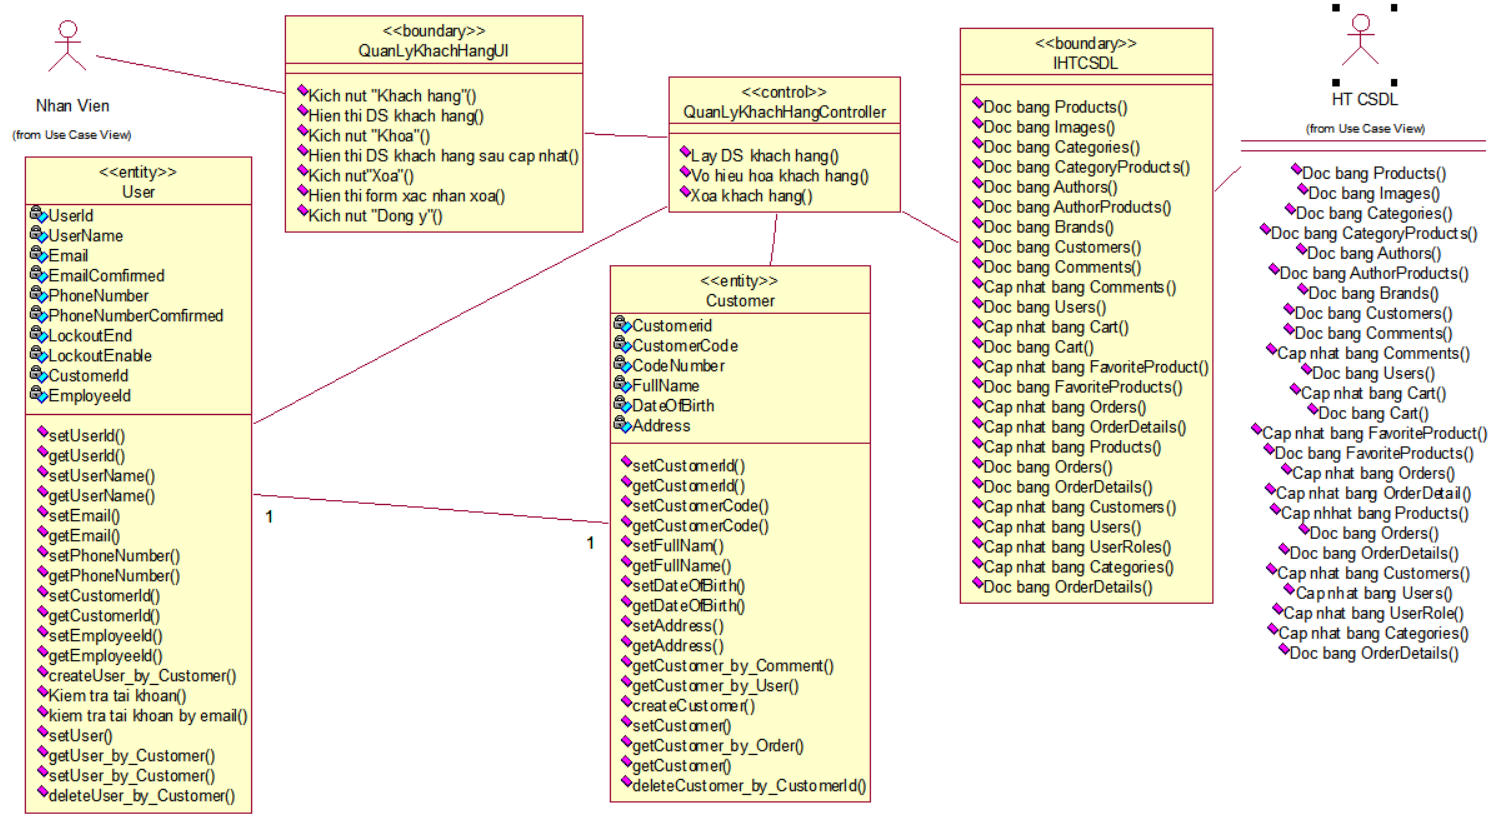 Nhan Vien
(from Use Case View)
<<boundary>>
QuanLyKhachHangUI
Kich nut "Khach hang"()
Hien thi DS khach hang()
Kich nut "Khoa"()
Hien thi DS khach hang sau cap nhat()
Kich nut"Xoa"()
Hien thi form xac nhan xoa()
Kich nut "Dong y"()
<<control>>
QuanLyKhachHangController
Lay DS khach hang()
Vo hieu hoa khach hang()
Xoa khach hang()
<<boundary>>
IHTCSDL
Doc bang Products()
Doc bang Images()
Doc bang Categories()
Doc bang CategoryProducts()
Doc bang Authors()
Doc bang AuthorProducts()
Doc bang Brands()
Doc bang Customers()
Doc bang Comments()
Cap nhat bang Comments()
Doc bang Users()
Cap nhat bang Cart()
Doc bang Cart()
Cap nhat bang FavoriteProduct()
Doc bang FavoriteProducts()
Cap nhat bang Orders()
Cap nhat bang OrderDetails()
Cap nhat bang Products()
Doc bang Orders()
Doc bang OrderDetails()
Cap nhat bang Customers()
Cap nhat bang Users()
Cap nhat bang UserRoles()
Cap nhat bang Categories()
Doc bang OrderDetails()
HT CSDL
(from Use Case View)
Doc bang Products()
Doc bang Images()
Doc bang Categories()
Doc bang CategoryProducts()
Doc bang Authors()
Doc bang AuthorProducts()
Doc bang Brands()
Doc bang Customers()
Doc bang Comments()
Cap nhat bang Comments()
Doc bang Users()
Cap nhat bang Cart()
Doc bang Cart()
Cap nhat bang FavoriteProduct()
Doc bang FavoriteProducts()
Cap nhat bang Orders()
Cap nhat bang OrderDetail()
Cap nhhat bang Products()
Doc bang Orders()
Doc bang OrderDetails()
Cap nhat bang Customers()
Cap nhat bang Users()
Cap nhat bang UserRole()
Cap nhat bang Categories()
Doc bang OrderDetails()
<<entity>>
User
UserId
UserName
Email
EmailComfirmed
PhoneNumber
PhoneNumberComfirmed
LockoutEnd
LockoutEnable
CustomerId
EmployeeId
setUserId()
getUserId()
setUserName()
getUserName()
setEmail()
getEmail()
setPhoneNumber()
getPhoneNumber()
setCustomerId()
getCustomerId()
setEmployeeId()
getEmployeeId()
createUser_by_Customer()
Kiem tra tai khoan()
kiem tra tai khoan by email()
setUser()
getUser_by_Customer()
setUser_by_Customer()
deleteUser_by_Customer()
1
1
<<entity>>
Customer
Customerid
CustomerCode
CodeNumber
FullName
DateOfBirth
Address
setCustomerId()
getCustomerId()
setCustomerCode()
getCustomerCode()
setFullNam()
getFullName()
setDateOfBirth()
getDateOfBirth()
setAddress()
getAddress()
getCustomer_by_Comment()
getCustomer_by_User()
createCustomer()
setCustomer()
getCustomer_by_Order()
getCustomer()
deleteCustomer_by_CustomerId()